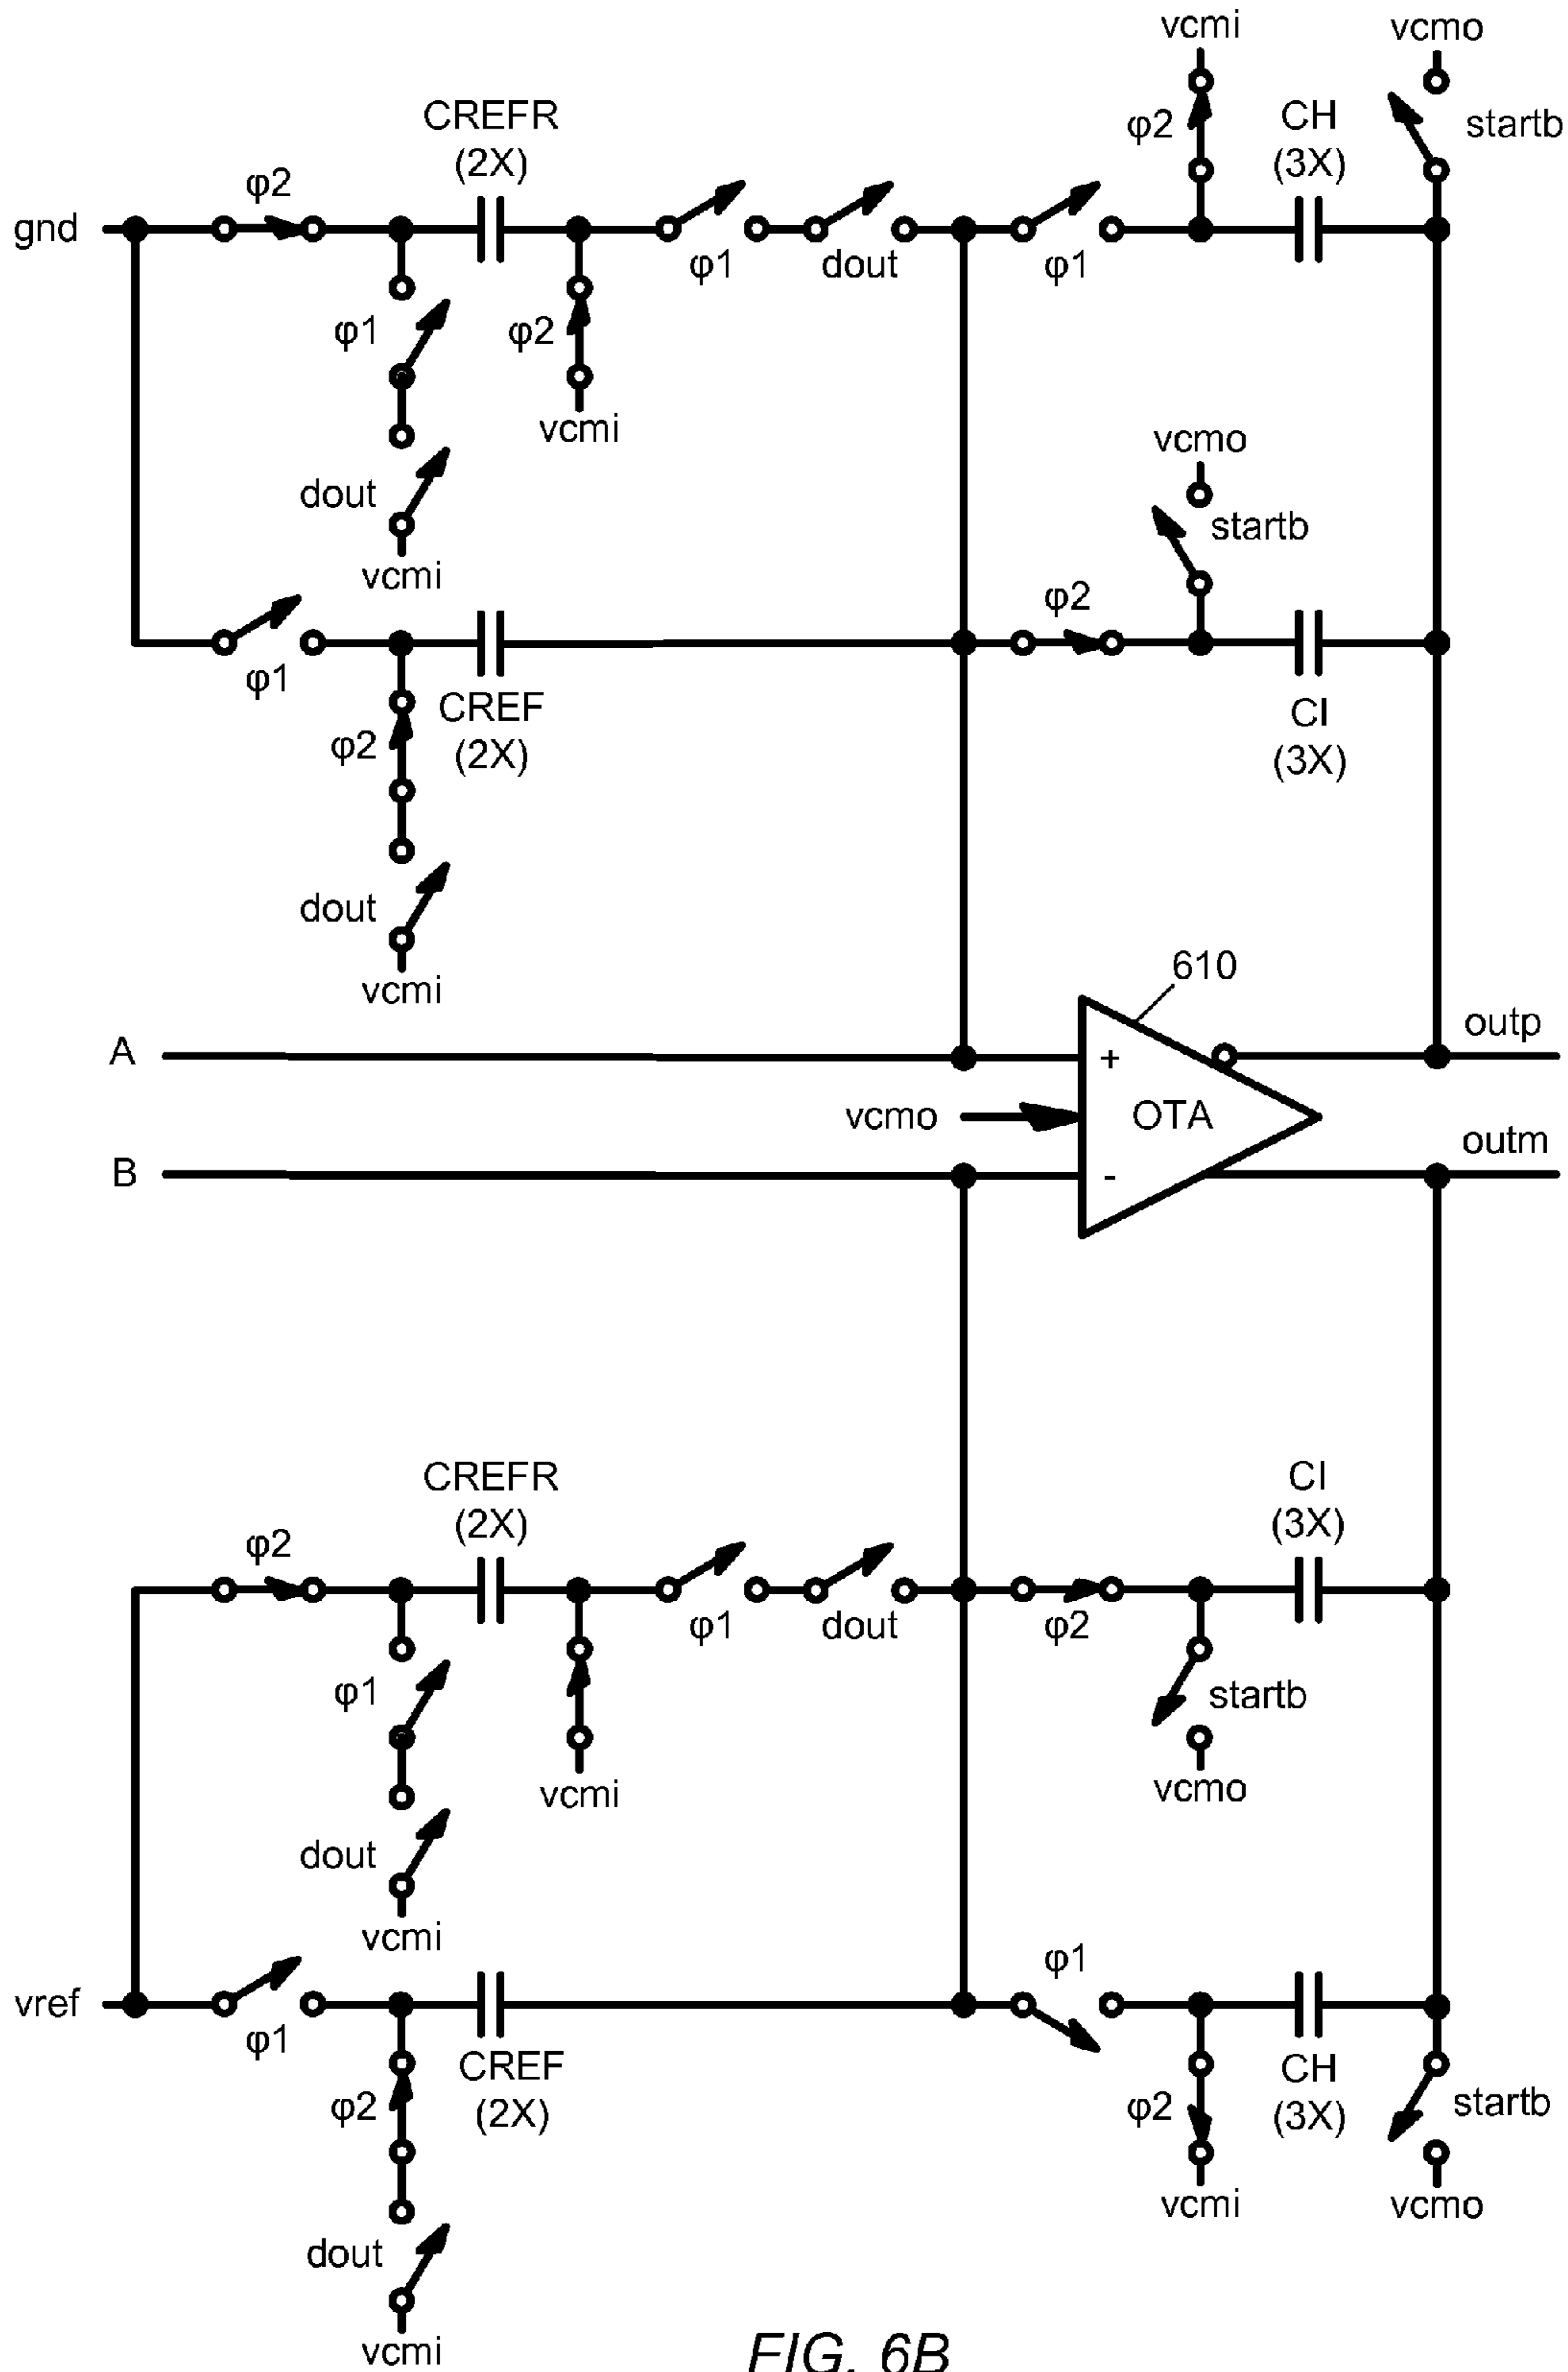 vcmi vcmo
CREFR
(2X)
φ2
CH
(3X)
startb
φ2
gnd
φ1
dout
φ1
φ1
φ2
vcmi
vcmo
dout
startb
vcmi
φ2
φ1
CREF
(2X)
CI
(3X)
φ2
dout
vcmi
610
outp
A
+
vcmo
OTA
outm
B
-
CREFR
(2X)
CI
(3X)
φ2
φ1
dout
φ2
φ1
startb
vcmi
vcmo
dout
vcmi
φ1
vref
φ1
CREF
(2X)
CH
(3X)
φ2
φ2
startb
vcmi
vcmo
dout
vcmi
FIG. 6B